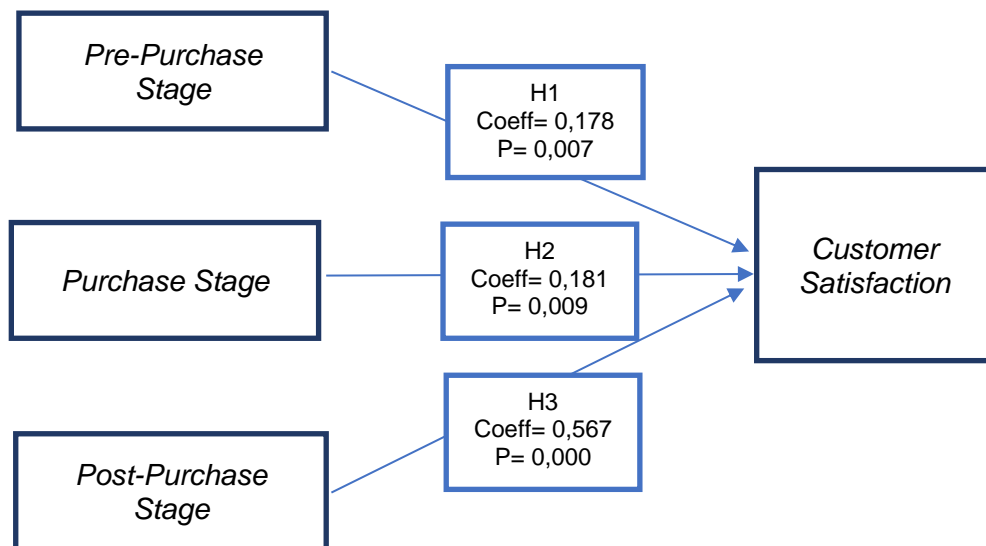 Pre-Purchase
Stage
H1
Coeff= 0,178
P= 0,007
Purchase Stage
H2
Coeff= 0,181
P= 0,009
Customer
Satisfaction
H3
Coeff= 0,567
P= 0,000
Post-Purchase
Stage